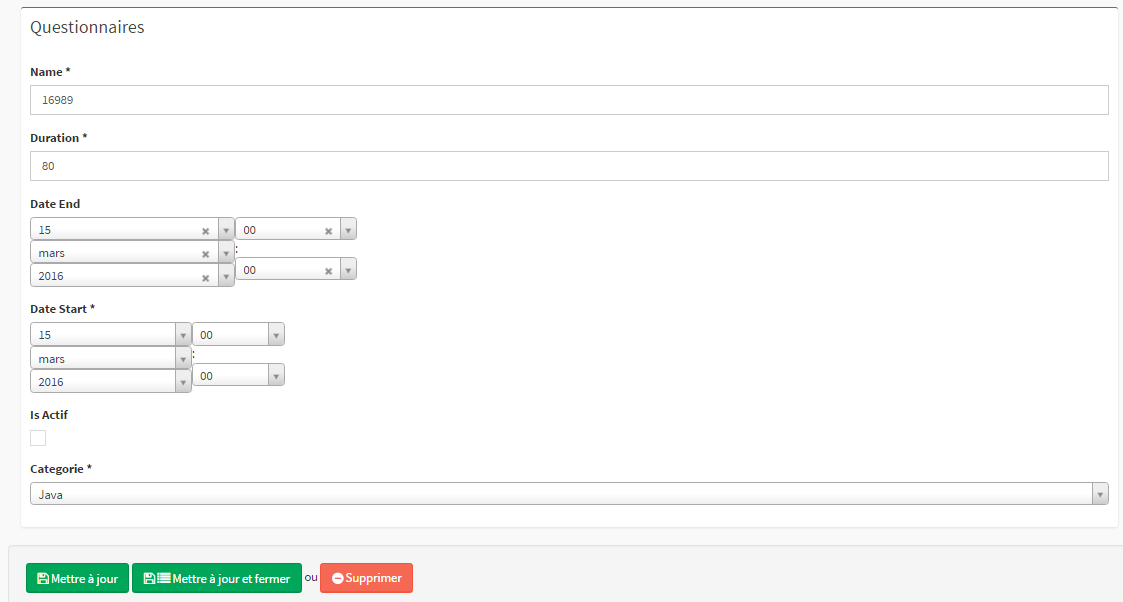 Questionnaires
Name *
16989
Duration *
80
Date End
15 00
mars :
2016 00
Date Start *
15 00
mars :
2016 00
Is Actif
Categorie *
Java
Mettre à jour Mettre à jour et fermer ou Supprimer